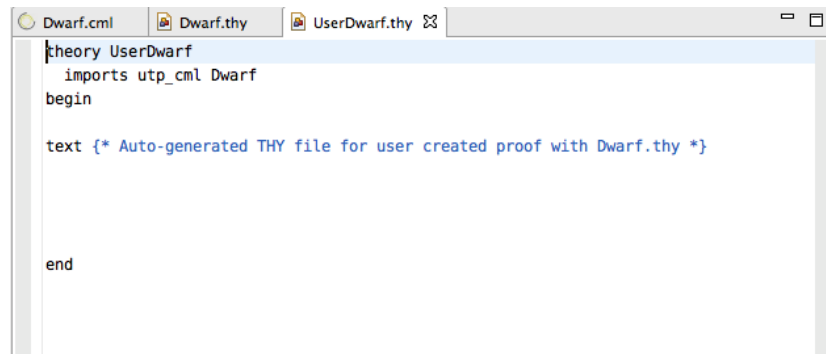 Dwarf.cml Dwarf.thy UserDwarf.thy
theory UserDwarf
imports utp_cml Dwarf
begin
text {* Auto-generated THY file for user created proof with Dwarf.thy *}
end